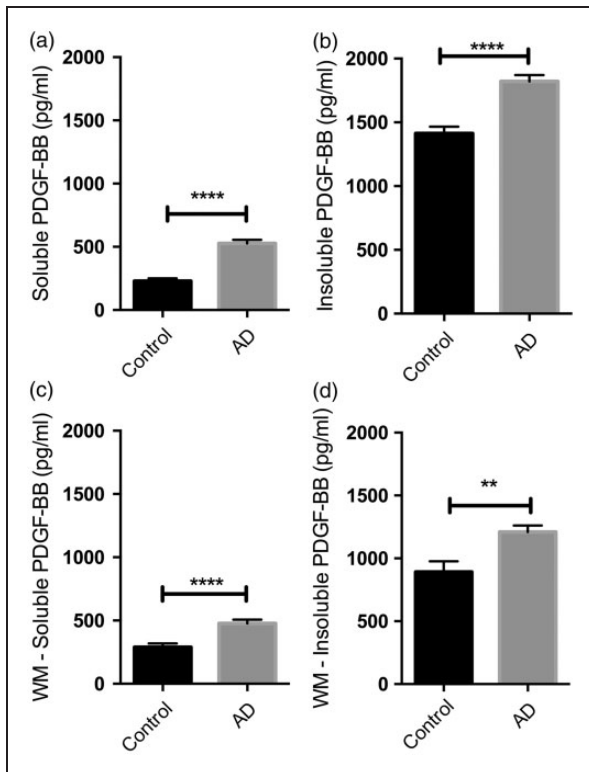 (a)
Soluble PDGF-BB (pg/ml)
2000
1500
1000
500
0
****
Control
AD
(b)
Insoluble PDGF-BB (pg/ml)
2000
1500
1000
500
0
****
Control
AD
(c)
WM - Soluble PDGF-BB (pg/ml)
2000
1500
1000
500
0
****
Control
AD
(d)
WM - Insoluble PDGF-BB (pg/ml)
2000
1500
1000
500
0
**
Control
AD